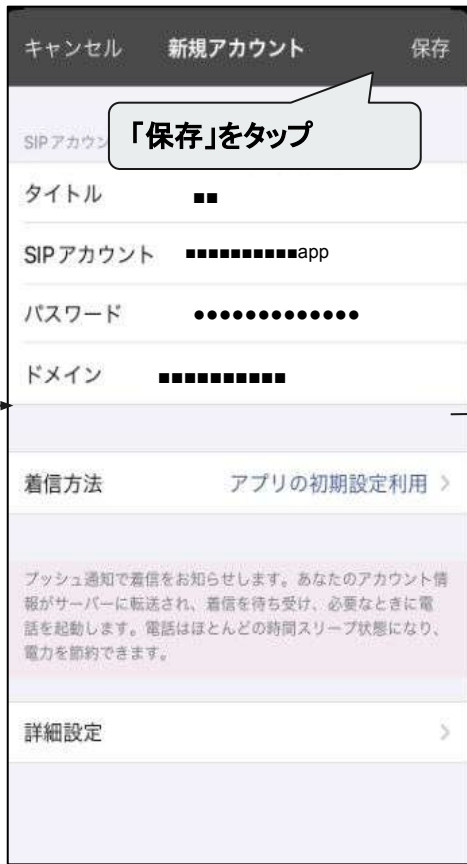 キャンセル 新規アカウント 保存
「保存」をタップ
SIPアカウン
タイトル ■■
SIPアカウント ■■■■■■■■■■app
パスワード ●●●●●●●●●●●●●
ドメイン ■■■■■■■■■■
着信方法 アプリの初期設定利用 >
プッシュ通知で着信をお知らせします。あなたのアカウント情
報がサーバーに転送され、着信を待ち受け、必要なときに電
話を起動します。電話はほとんどの時間スリープ状態になり、
電力を節約できます。
詳細設定 >